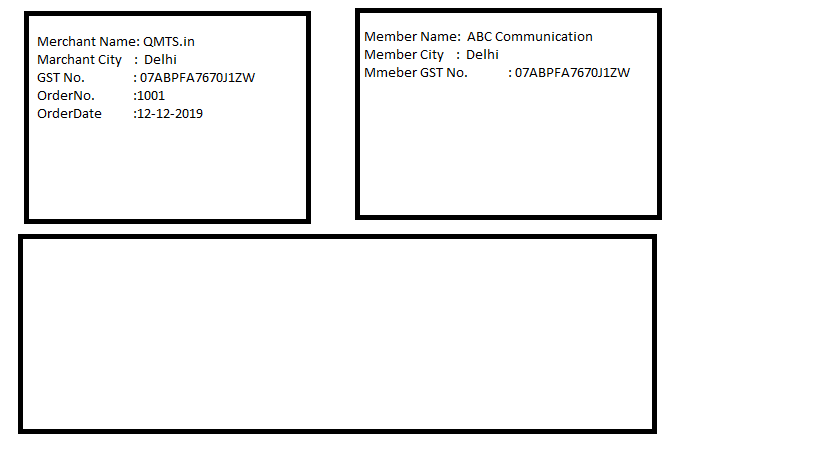 Merchant Name: QMTS.in
Marchant City : Delhi
GST No. : 07ABPFA7670J1ZW
OrderNo. :1001
OrderDate :12-12-2019
Member Name: ABC Communication
Member City : Delhi
Mmeber GST No. : 07ABPFA7670J1ZW